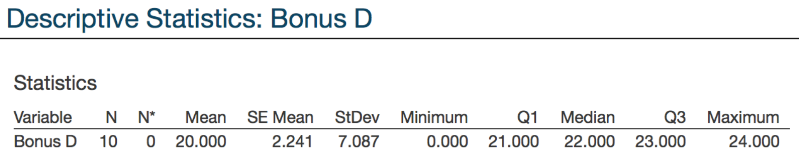 Descriptive Statistics: Bonus D
Statistics
Variable N N* Mean SE Mean StDev Minimum Q1 Median Q3 Maximum
Bonus D 10 0 20.000 2.241 7.087 0.000 21.000 22.000 23.000 24.000